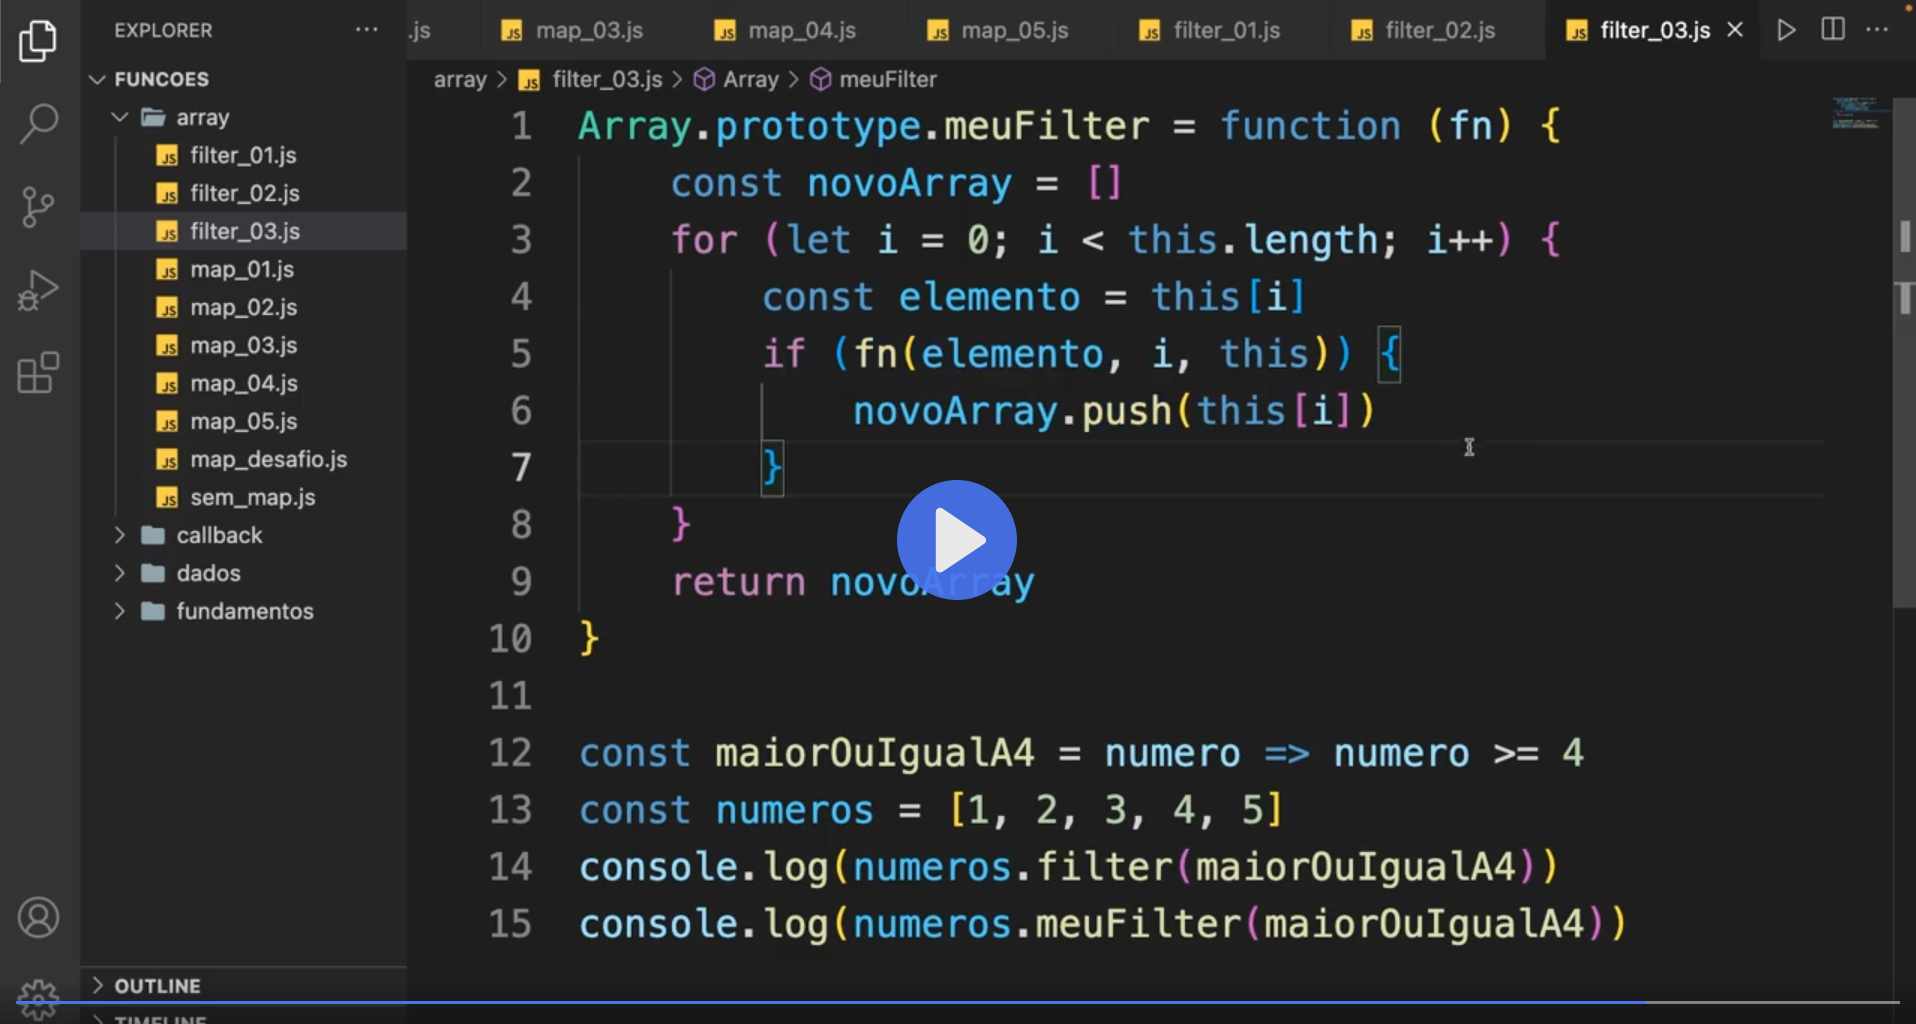 EXPLORER
.js
map_03.js
map_04.js
map_05.js
filter_01.js
filter_02.js
filter_03.js
FUNCOES
array
filter_01.js
filter_02.js
filter_03.js
map_01.js
map_02.js
map_03.js
map_04.js
map_05.js
map_desafio.js
sem_map.js
callback
dados
fundamentos
OUTLINE
TIMELINE
array > filter_03.js > Array > meuFilter
1 Array.prototype.meuFilter = function (fn) {
2 const novoArray = []
3 for (let i = 0; i < this.length; i++) {
4 const elemento = this[i]
5 if (fn(elemento, i, this)) {
6 novoArray.push(this[i])
7 }
8 }
9 return novoArray
10 }
11
12 const maiorOuIgualA4 = numero => numero >= 4
13 const numeros = [1, 2, 3, 4, 5]
14 console.log(numeros.filter(maiorOuIgualA4))
15 console.log(numeros.meuFilter(maiorOuIgualA4))